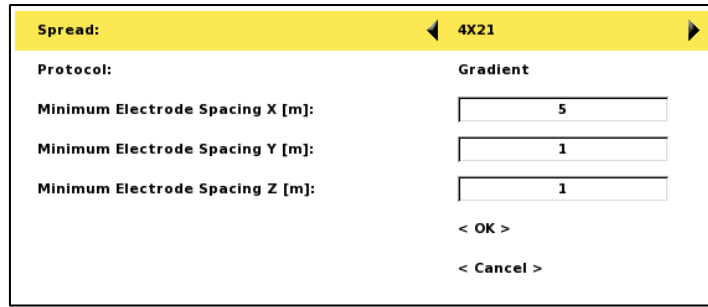 Spread: 4X21
Protocol: Gradient
Minimum Electrode Spacing X [m]: 5
Minimum Electrode Spacing Y [m]: 1
Minimum Electrode Spacing Z [m]: 1
< OK >
< Cancel >